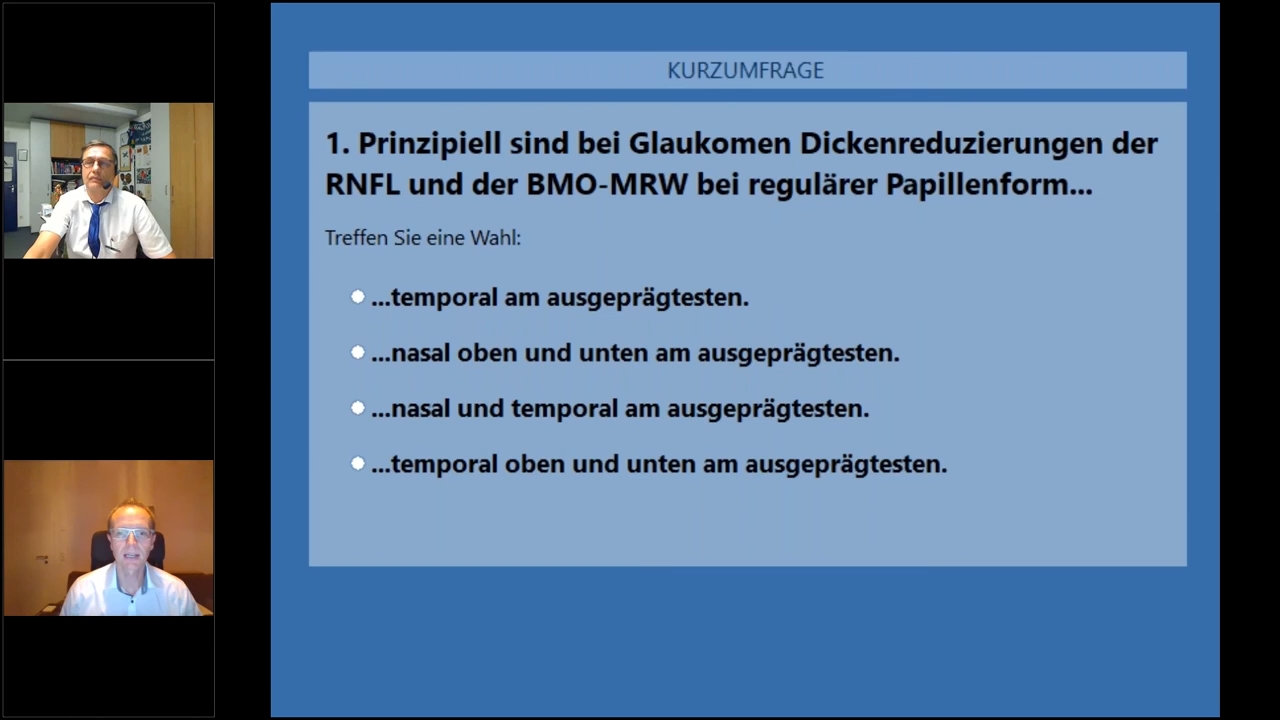 KURZUMFRAGE
1. Prinzipiell sind bei Glaukomen Dickenreduzierungen der
RNFL und der BMO-MRW bei regulärer Papillenform...
Treffen Sie eine Wahl:
...temporal am ausgeprägtesten.
...nasal oben und unten am ausgeprägtesten.
...nasal und temporal am ausgeprägtesten.
...temporal oben und unten am ausgeprägtesten.